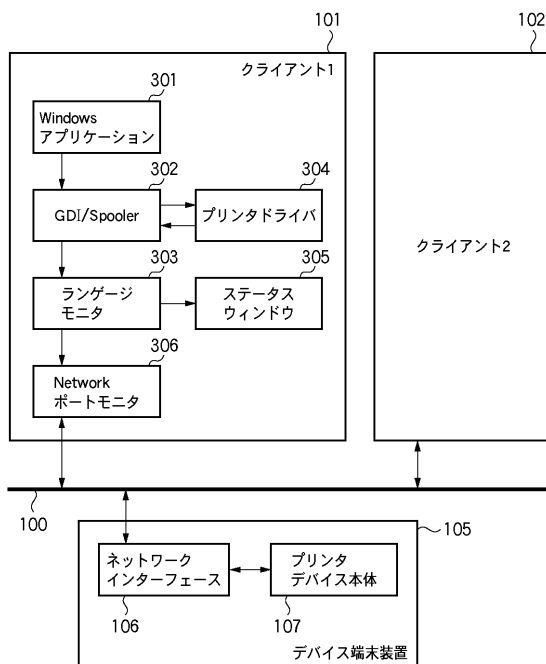 101
102
クライアント1
301
Windows
アプリケーション
302
304
GDI/Spooler
プリンタドライバ
303
305
ランゲージ
モニタ
ステータス
ウィンドウ
306
Network
ポートモニタ
クライアント2
100
105
ネットワーク
インターフェース
プリンタ
デバイス本体
106
107
デバイス端末装置